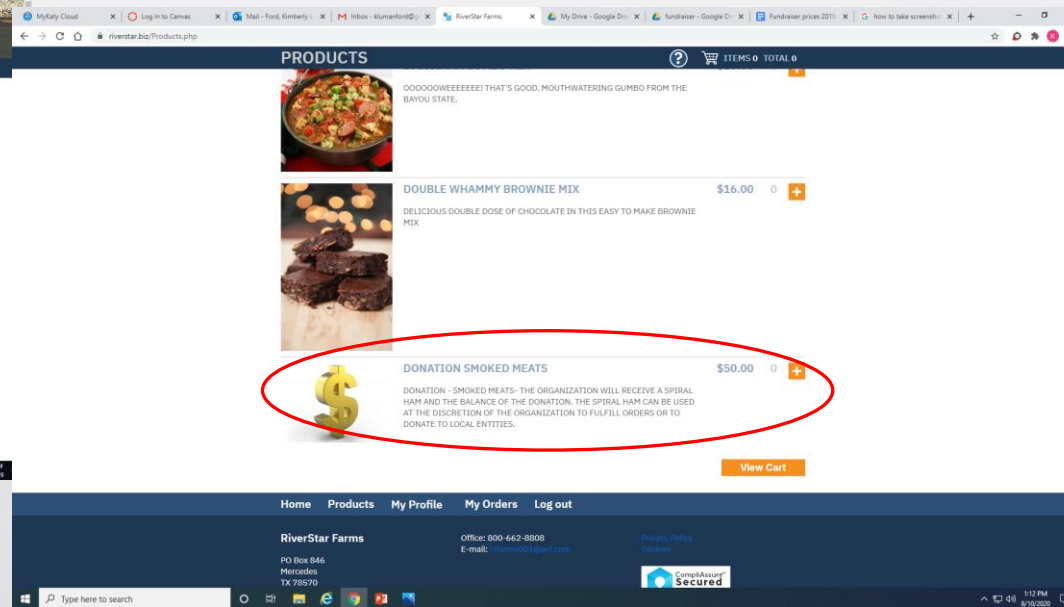 MyKaty Cloud
Log In to Canvas
Mail - Ford, Kimberly L
M Inbox - klumanford@g
RiverStar Farms.
My Drive - Google Dri
fundraiser - Google Dr
Fundraiser prices 2019
G how to take screenshot
riverstar.biz/Products.php
PRODUCTS
? ITEMS 0 TOTAL 0
OOOOOOWEEEEEEE! THAT'S GOOD, MOUTHWATERING GUMBO FROM THE
BAYOU STATE.
DOUBLE WHAMMY BROWNIE MIX $16.00 0 +
DELICIOUS DOUBLE DOSE OF CHOCOLATE IN THIS EASY TO MAKE BROWNIE
MIX
DONATION SMOKED MEATS $50.00 0 +
DONATION - SMOKED MEATS- THE ORGANIZATION WILL RECEIVE A SPIRAL
HAM AND THE BALANCE OF THE DONATION. THE SPIRAL HAM CAN BE USED
AT THE DISCRETION OF THE ORGANIZATION TO FULFILL ORDERS OR TO
DONATE TO LOCAL ENTITIES.
View Cart
Home Products My Profile My Orders Log out
RiverStar Farms
PO Box 846
Mercedes
TX 78570
Office: 800-662-8808
E-mail:
Privacy Policy
Cookies
CompliAssure
Secured
Type here to search
1:12 PM
8/10/2020